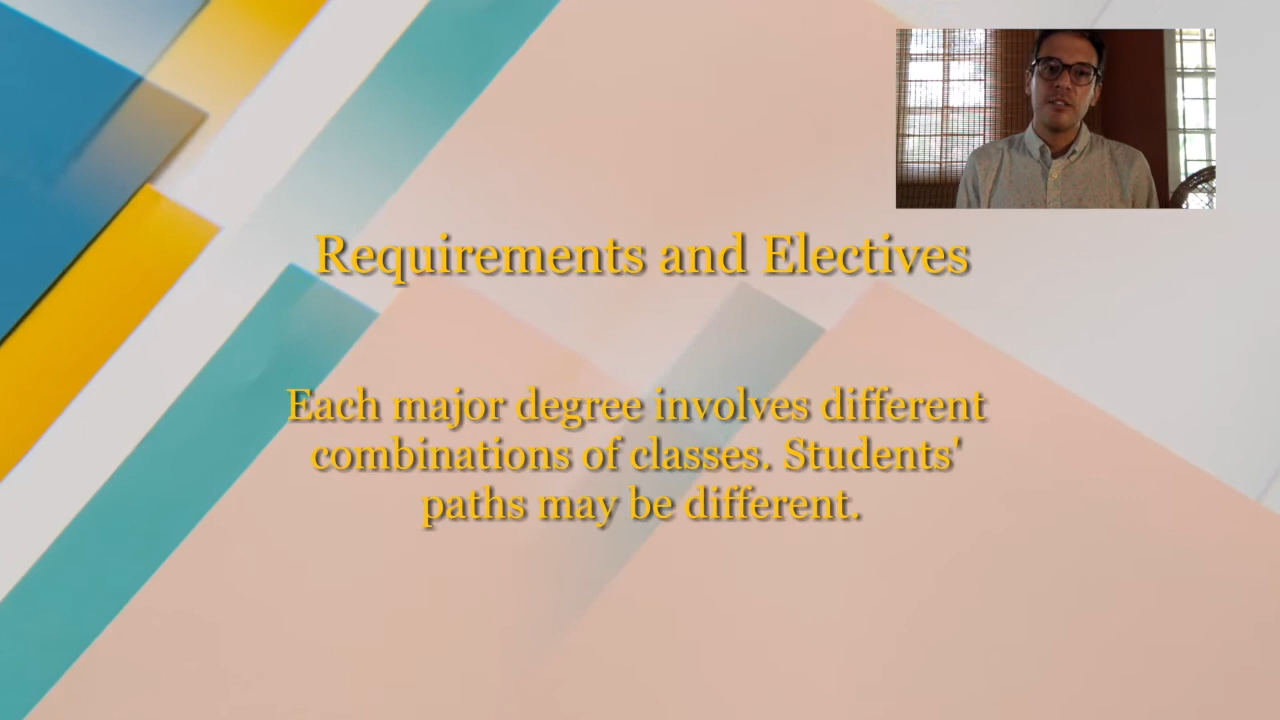 Requirements and Electives
Each major degree involves different
combinations of classes. Students'
paths may be different.